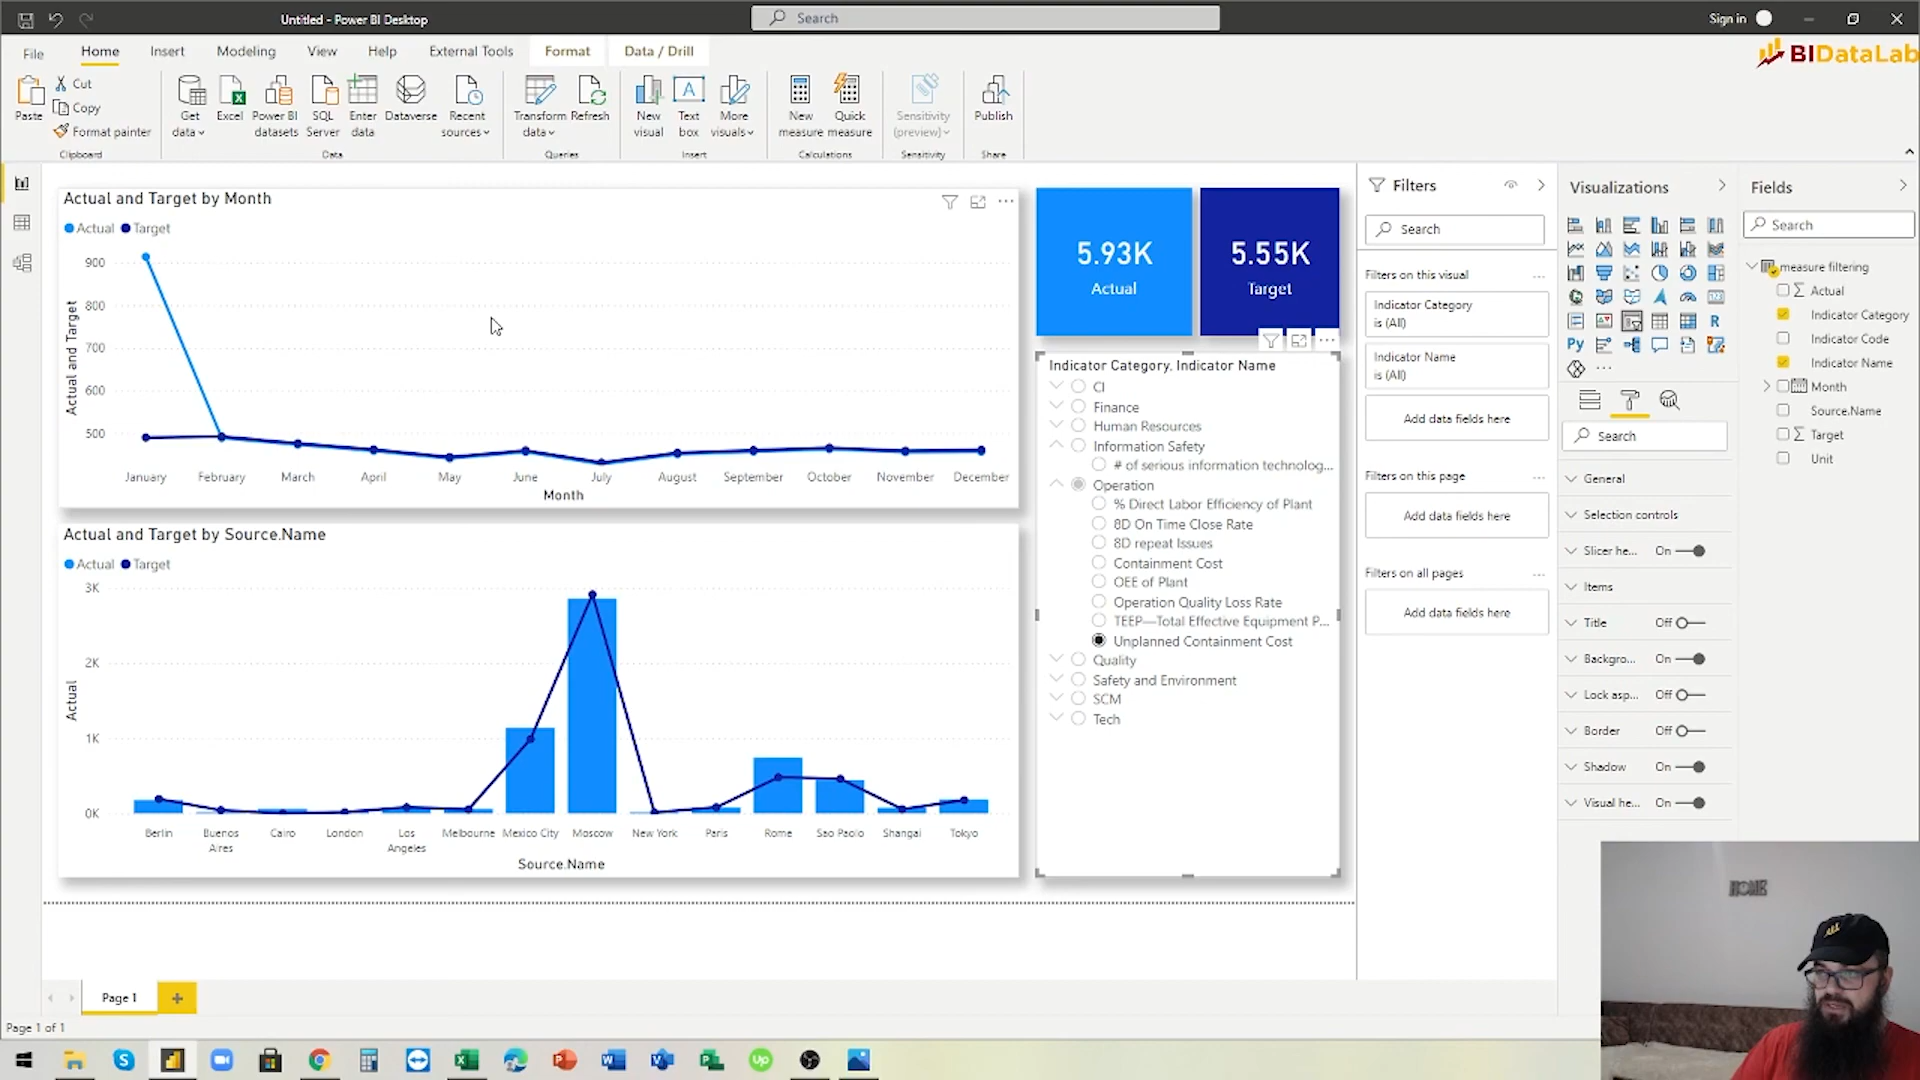 Untitled - Power BI Desktop
Search
Sign in
File
Home
Insert
Modeling
View
Help
External Tools
Format
Data / Drill
BIDataLab
Paste
Cut
Copy
Format painter
Clipboard
Get data
Excel
Power BI datasets
SQL Server
Enter data
Dataverse
Recent sources
Data
Transform data
Refresh
Queries
New visual
Text box
More visuals
Insert
New measure
Quick measure
Calculations
Sensitivity (preview)
Sensitivity
Publish
Share
Actual and Target by Month
Actual Target
900
800
700
600
500
Actual and Target
January February March April May June July August September October November December
Month
Actual and Target by Source.Name
Actual Target
3K
2K
1K
0K
Actual
Berlin Buenos Aires Cairo London Los Angeles Melbourne Mexico City Moscow New York Paris Rome Sao Paolo Shangai Tokyo
Source.Name
5.93K
Actual
5.55K
Target
Indicator Category, Indicator Name
CI
Finance
Human Resources
Information Safety
# of serious information technolog...
Operation
% Direct Labor Efficiency of Plant
8D On Time Close Rate
8D repeat Issues
Containment Cost
OEE of Plant
Operation Quality Loss Rate
TEEP—Total Effective Equipment P...
Unplanned Containment Cost
Quality
Safety and Environment
SCM
Tech
Filters
Search
Filters on this visual
Indicator Category
is (All)
Indicator Name
is (All)
Add data fields here
Filters on this page
Add data fields here
Filters on all pages
Add data fields here
Visualizations
R
Py
Search
General
Selection controls
Slicer he... On
Items
Title Off
Backgro... On
Lock asp... Off
Border Off
Shadow On
Visual he... On
Fields
Search
measure filtering
Actual
Indicator Category
Indicator Code
Indicator Name
Month
Source.Name
Target
Unit
HOME
Page 1
Page 1 of 1